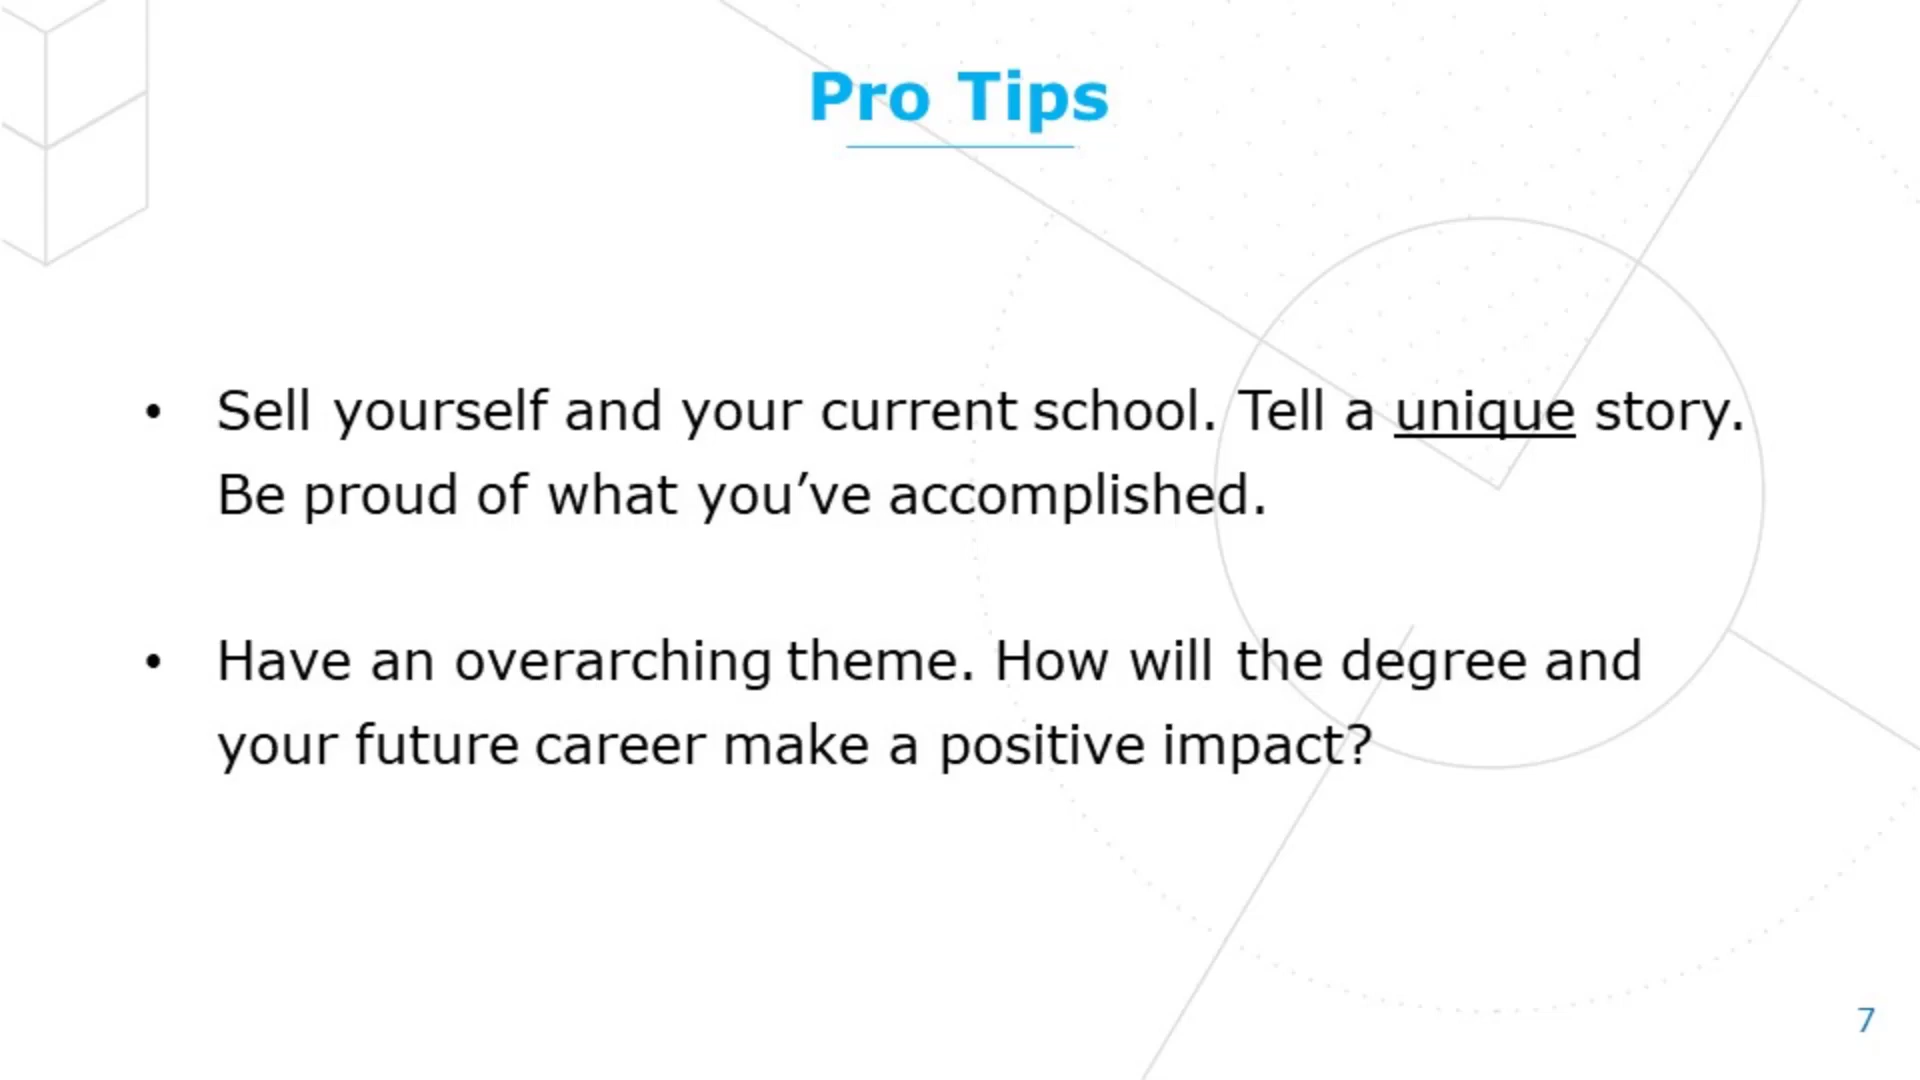 Pro Tips
• Sell yourself and your current school. Tell a unique story.
Be proud of what you’ve accomplished.
• Have an overarching theme. How will the degree and
your future career make a positive impact?
7